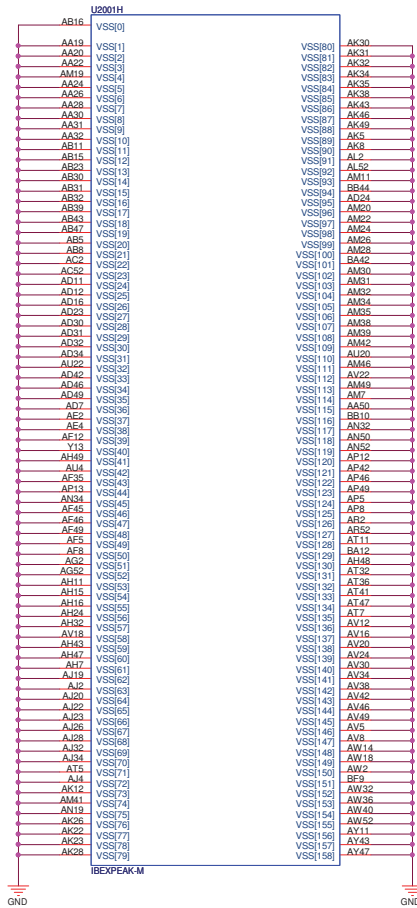 U2001H
AB16 VSS[0]
AA19 VSS[1] VSS[80] AK30
AA20 VSS[2] VSS[81] AK31
AA22 VSS[3] VSS[82] AK32
AM19 VSS[4] VSS[83] AK34
AA24 VSS[5] VSS[84] AK35
AA26 VSS[6] VSS[85] AK38
AA28 VSS[7] VSS[86] AK43
AA30 VSS[8] VSS[87] AK46
AA31 VSS[9] VSS[88] AK49
AA32 VSS[10] VSS[89] AK5
AB11 VSS[11] VSS[90] AK8
AB15 VSS[12] VSS[91] AL2
AB23 VSS[13] VSS[92] AL52
AB30 VSS[14] VSS[93] AM11
AB31 VSS[15] VSS[94] BB44
AB32 VSS[16] VSS[95] AD24
AB39 VSS[17] VSS[96] AM20
AB43 VSS[18] VSS[97] AM22
AB47 VSS[19] VSS[98] AM24
AB5 VSS[20] VSS[99] AM26
AB8 VSS[21] VSS[100] AM28
AC2 VSS[22] VSS[101] BA42
AC52 VSS[23] VSS[102] AM30
AD11 VSS[24] VSS[103] AM31
AD12 VSS[25] VSS[104] AM32
AD16 VSS[26] VSS[105] AM34
AD23 VSS[27] VSS[106] AM35
AD30 VSS[28] VSS[107] AM38
AD31 VSS[29] VSS[108] AM39
AD32 VSS[30] VSS[109] AM42
AD34 VSS[31] VSS[110] AU20
AU22 VSS[32] VSS[111] AM46
AD42 VSS[33] VSS[112] AV22
AD46 VSS[34] VSS[113] AM49
AD49 VSS[35] VSS[114] AM7
AD7 VSS[36] VSS[115] AA50
AE2 VSS[37] VSS[116] BB10
AE4 VSS[38] VSS[117] AN32
AF12 VSS[39] VSS[118] AN50
Y13 VSS[40] VSS[119] AN52
AH49 VSS[41] VSS[120] AP12
AU4 VSS[42] VSS[121] AP42
AF35 VSS[43] VSS[122] AP46
AP13 VSS[44] VSS[123] AP49
AN34 VSS[45] VSS[124] AP5
AF45 VSS[46] VSS[125] AP8
AF46 VSS[47] VSS[126] AR2
AF49 VSS[48] VSS[127] AR52
AF5 VSS[49] VSS[128] AT11
AF8 VSS[50] VSS[129] BA12
AG2 VSS[51] VSS[130] AH48
AG52 VSS[52] VSS[131] AT32
AH11 VSS[53] VSS[132] AT36
AH15 VSS[54] VSS[133] AT41
AH16 VSS[55] VSS[134] AT47
AH24 VSS[56] VSS[135] AT7
AH32 VSS[57] VSS[136] AV12
AV18 VSS[58] VSS[137] AV16
AH43 VSS[59] VSS[138] AV20
AH47 VSS[60] VSS[139] AV24
AH7 VSS[61] VSS[140] AV30
AJ19 VSS[62] VSS[141] AV34
AJ2 VSS[63] VSS[142] AV38
AJ20 VSS[64] VSS[143] AV42
AJ22 VSS[65] VSS[144] AV46
AJ23 VSS[66] VSS[145] AV49
AJ26 VSS[67] VSS[146] AV5
AJ28 VSS[68] VSS[147] AV8
AJ32 VSS[69] VSS[148] AW14
AJ34 VSS[70] VSS[149] AW18
AT5 VSS[71] VSS[150] AW2
AJ4 VSS[72] VSS[151] BF9
AK12 VSS[73] VSS[152] AW32
AM41 VSS[74] VSS[153] AW36
AN19 VSS[75] VSS[154] AW40
AK26 VSS[76] VSS[155] AW52
AK22 VSS[77] VSS[156] AY11
AK23 VSS[78] VSS[157] AY43
AK28 VSS[79] VSS[158] AY47
IBEXPEAK-M
GND GND